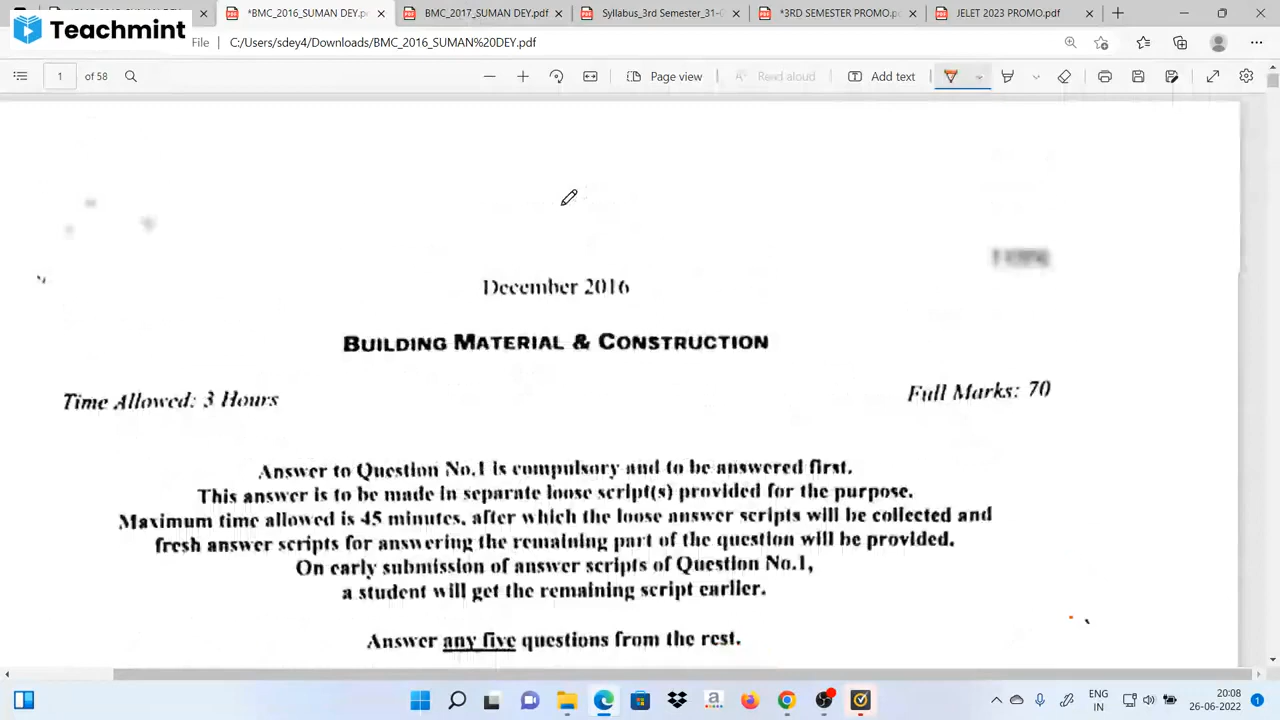 Teachmint
*BMC_2016_SUMAN DEY.p
BMC_2017_SUMAN DEY.pdf
*3RD
JELET 2020 PROMO.pdf
File C:/Users/sdey4/Downloads/BMC_2016_SUMAN%20DEY.pdf
1 of 58 Page view Read aloud Add text
December 2016
BUILDING MATERIAL & CONSTRUCTION
Time Allowed: 3 Hours
Full Marks: 70
Answer to Question No.1 is compulsory and to be answered first.
This answer is to be made in separate loose script(s) provided for the purpose.
Maximum time allowed is 45 minutes, after which the loose answer scripts will be collected and
fresh answer scripts for answering the remaining part of the question will be provided.
On early submission of answer scripts of Question No.1,
a student will get the remaining script earlier.
Answer any five questions from the rest.
ENG
IN
20:08
26-06-2022
1